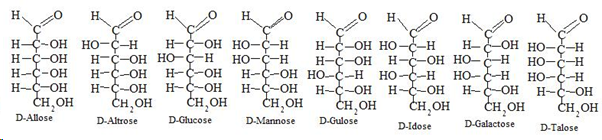 H O
C
H–C–OH
H–C–OH
H–C–OH
H–C–OH
CH2OH
D-Allose
H O
C
HO–C–H
H–C–OH
H–C–OH
H–C–OH
CH2OH
D-Altrose
H O
C
H–C–OH
HO–C–H
H–C–OH
H–C–OH
CH2OH
D-Glucose
H O
C
HO–C–H
HO–C–H
H–C–OH
H–C–OH
CH2OH
D-Mannose
H O
C
H–C–OH
H–C–OH
HO–C–H
H–C–OH
CH2OH
D-Gulose
H O
C
HO–C–H
H–C–OH
HO–C–H
H–C–OH
CH2OH
D-Idose
H O
C
H–C–OH
HO–C–H
HO–C–H
H–C–OH
CH2OH
D-Galactose
H O
C
HO–C–H
HO–C–H
HO–C–H
H–C–OH
CH2OH
D-Talose